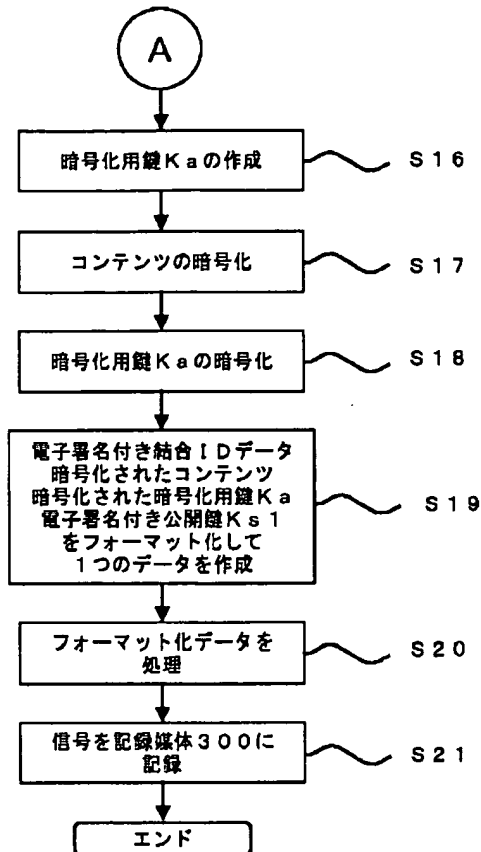 A
暗号化用鍵Kaの作成
S16
コンテンツの暗号化
S17
暗号化用鍵Kaの暗号化
S18
電子署名付き結合IDデータ
暗号化されたコンテンツ
暗号化された暗号化用鍵Ka
電子署名付き公開鍵Ks1
をフォーマット化して
1つのデータを作成
S19
フォーマット化データを
処理
S20
信号を記録媒体300に
記録
S21
エンド